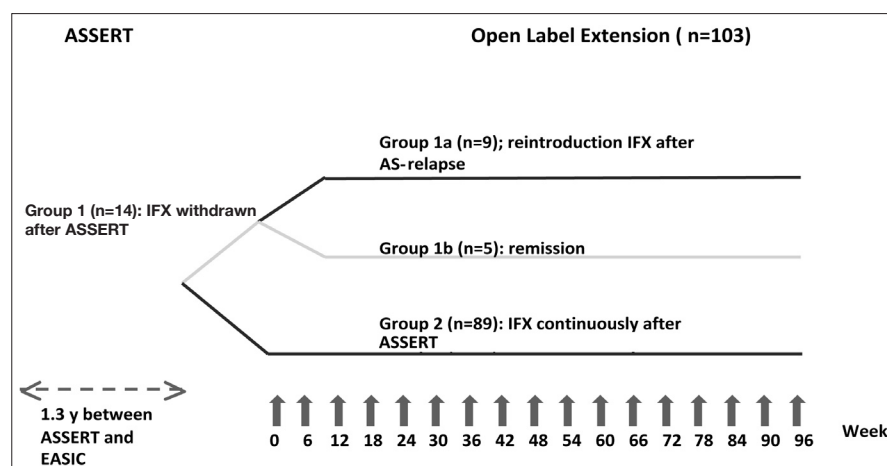 ASSERT
Open Label Extension ( n=103)
Group 1a (n=9); reintroduction IFX after
AS-relapse
Group 1 (n=14): IFX withdrawn
after ASSERT
Group 1b (n=5): remission
Group 2 (n=89): IFX continuously after
ASSERT
1.3 y between
ASSERT and
EASIC
0 6 12 18 24 30 36 42 48 54 60 66 72 78 84 90 96 Week